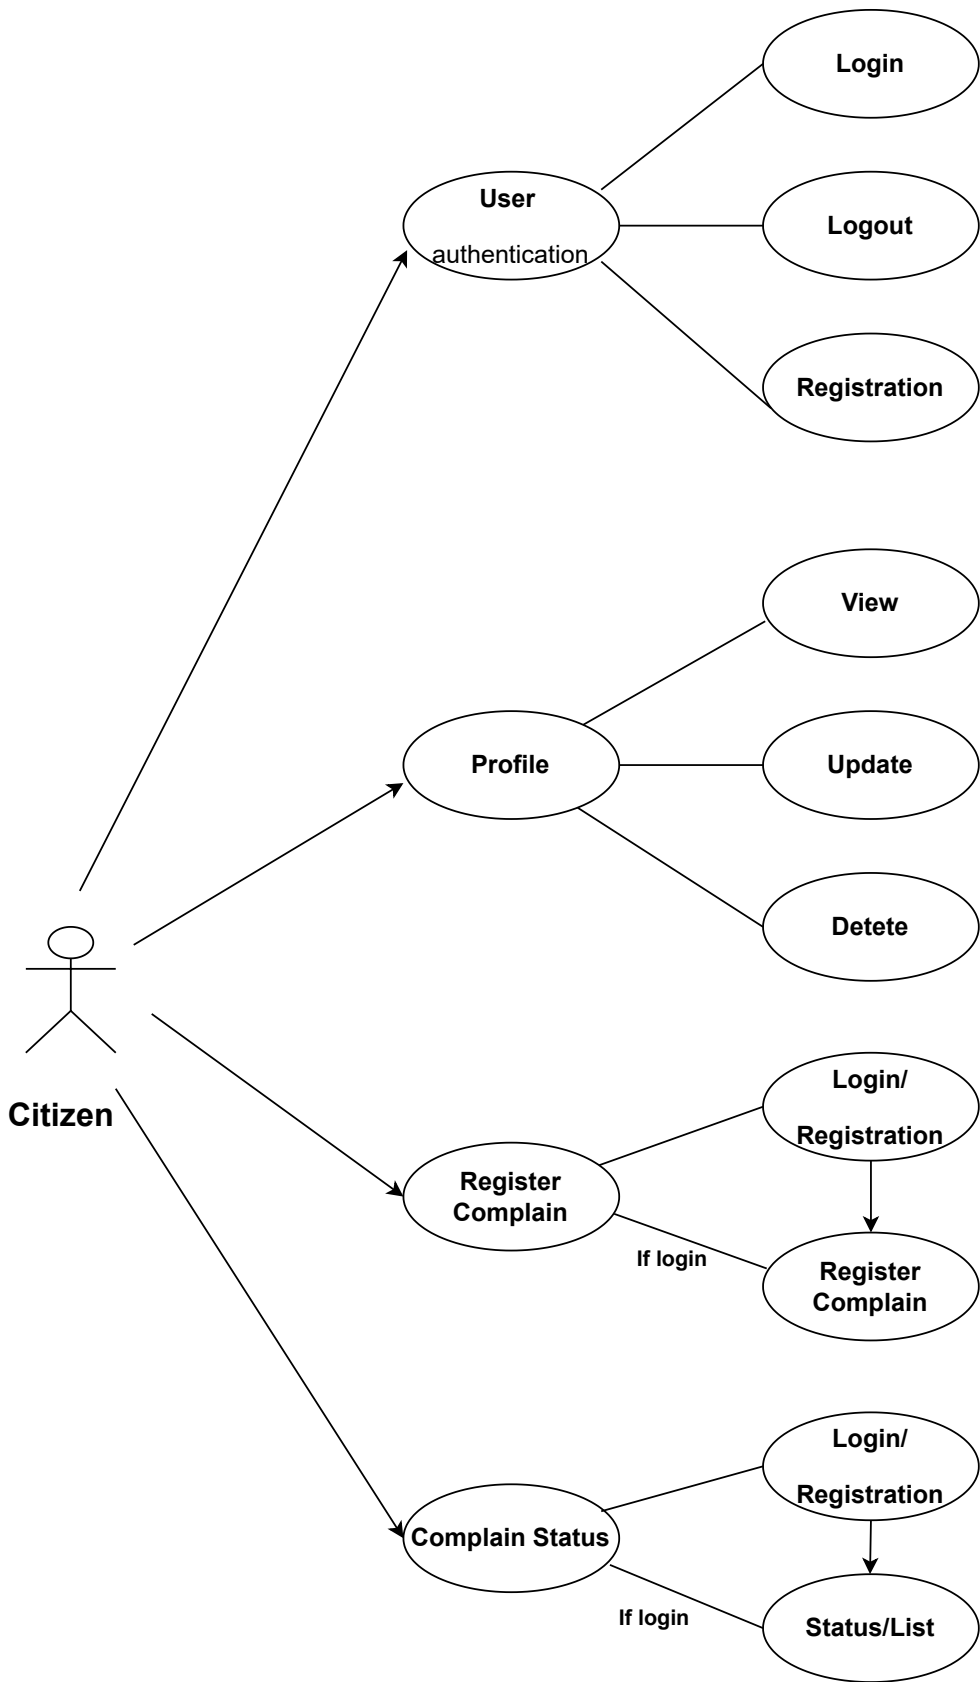 Login
User
authentication
Logout
Registration
View
Profile
Update
Detete
Citizen
Login/
Registration
Register
Complain
If login
Register
Complain
Login/
Registration
Complain Status
If login
Status/List